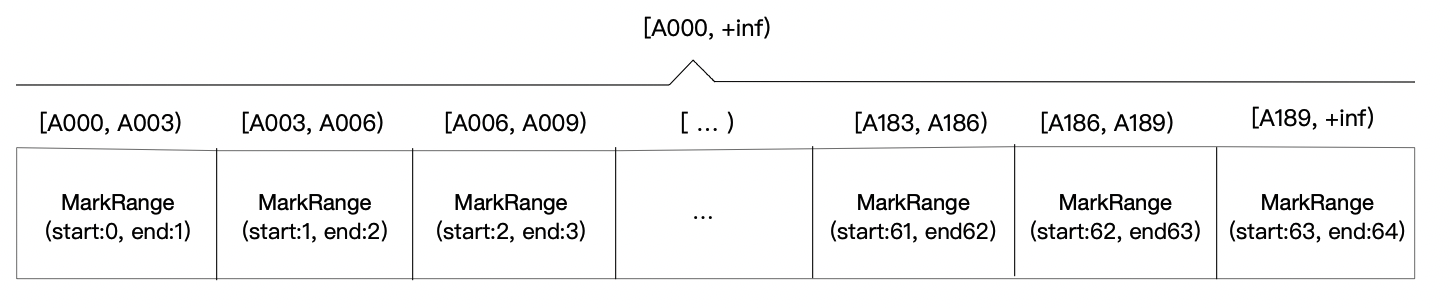 [A000, +inf)
[A000, A003) [A003, A006) [A006, A009) [ ... ) [A183, A186) [A186, A189) [A189, +inf)
MarkRange MarkRange MarkRange ... MarkRange MarkRange MarkRange
(start:0, end:1) (start:1, end:2) (start:2, end:3) (start:61, end62) (start:62, end63) (start:63, end:64)